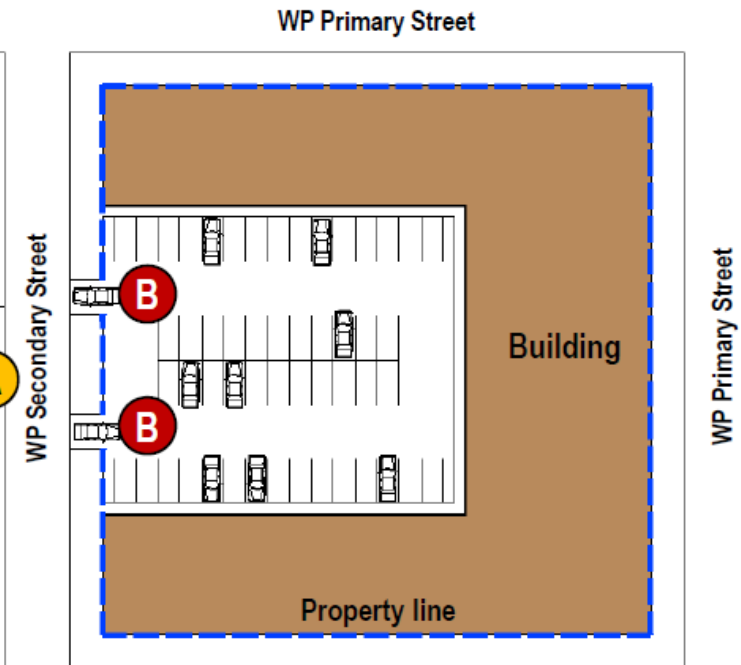 WP Primary Street
WP Secondary Street
B
B
Building
WP Primary Street
Property line